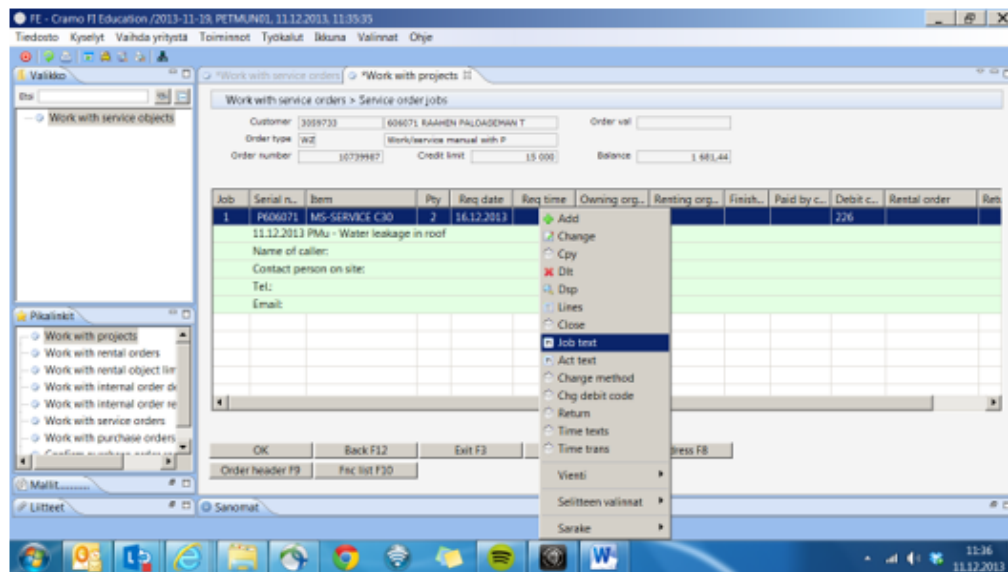 FE - Cramo FI Education /2013-11-19, PETMUN01, 11.12.2013, 11:35:35
Tiedosto Kyselyt Vaihda yritystä Toiminnot Työkalut Ikkuna Valinnat Ohje
Valikko
*Work with service orders *Work with projects
Etsi
Work with service orders > Service order jobs
Work with service objects
Customer 3059733 606071 RAAHEN PALOASEMAN T Order val
Order type WZ Work/service manual with P
Order number 10739987 Credit limit 15 000 Balance 1 681,44
Job Serial n... Item Pty Req date Req time Owning org... Renting org... Finish... Paid by c... Debit c... Rental order
1 P606071 MS-SERVICE C30 2 16.12.2013 226
11.12.2013 PMu - Water leakage in roof
Name of caller:
Contact person on site:
Tel.:
Email:
Add
Change
Cpy
Dlt
Dsp
Lines
Close
Job text
Act text
Charge method
Chg debit code
Return
Time texts
Time trans
Vienti
Selitteen valinnat
Sarake
Pikalinkit
Work with projects
Work with rental orders
Work with rental object lim
Work with internal order de
Work with internal order re
Work with service orders
Work with purchase orders
OK Back F12 Exit F3 dress F8
Order header F9 Fnc list F10
Mallit.........
Liitteet
Sanomat
11:36
11.12.2013